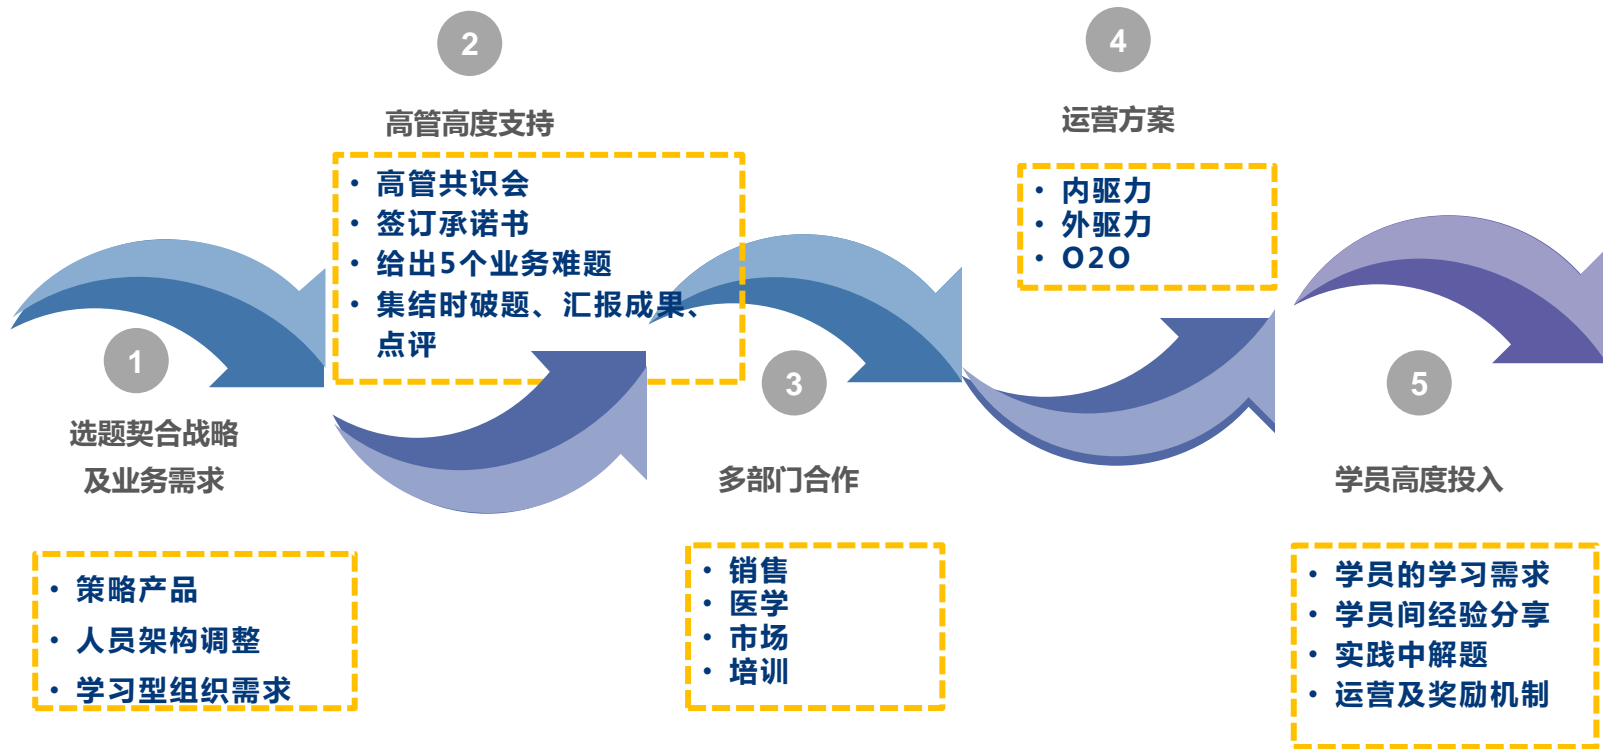 1
选题契合战略
及业务需求
• 策略产品
• 人员架构调整
• 学习型组织需求
2
高管高度支持
• 高管共识会
• 签订承诺书
• 给出5个业务难题
• 集结时破题、汇报成果、
点评
3
多部门合作
• 销售
• 医学
• 市场
• 培训
4
运营方案
• 内驱力
• 外驱力
• O2O
5
学员高度投入
• 学员的学习需求
• 学员间经验分享
• 实践中解题
• 运营及奖励机制